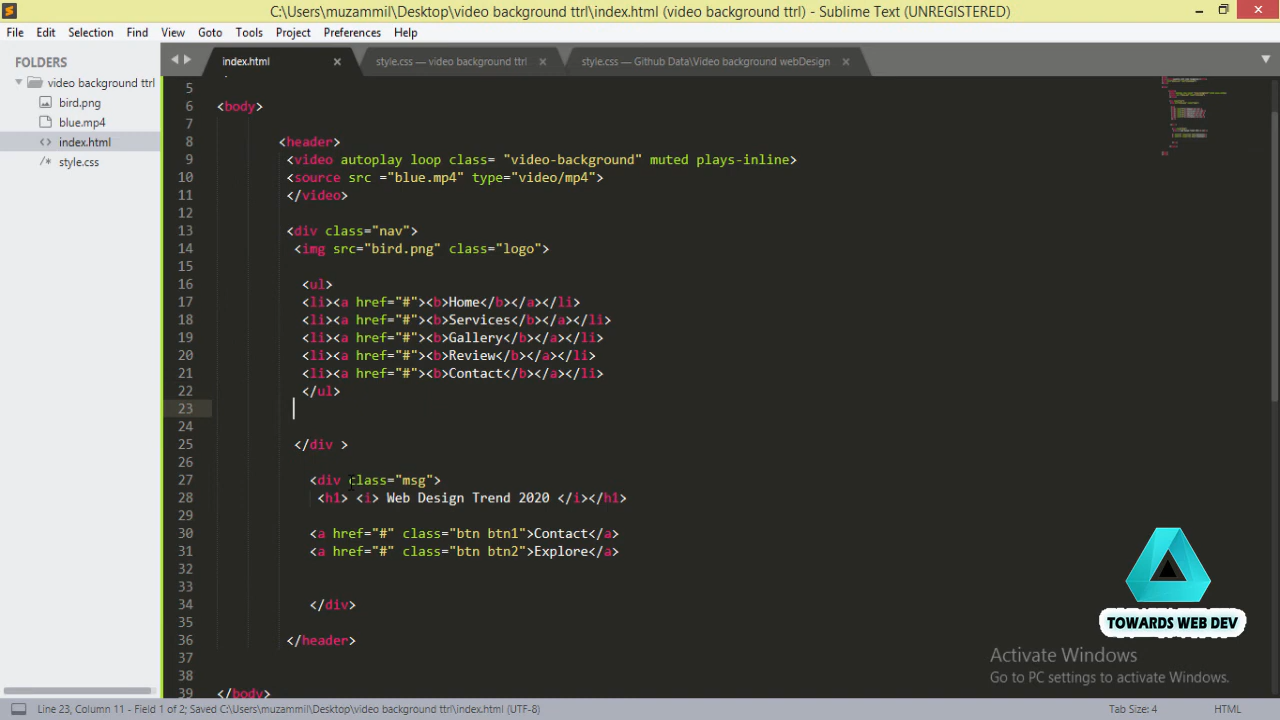 C:\Users\muzammil\Desktop\video background ttrl\index.html (video background ttrl) - Sublime Text (UNREGISTERED)
File Edit Selection Find View Goto Tools Project Preferences Help
FOLDERS
video background ttrl
bird.png
blue.mp4
index.html
style.css
index.html
style.css — video background ttrl
style.css — Github Data\Video background webDesign
5
6 <body>
7
8 <header>
9 <video autoplay loop class= "video-background" muted plays-inline>
10 <source src ="blue.mp4" type="video/mp4">
11 </video>
12
13 <div class="nav">
14 <img src="bird.png" class="logo">
15
16 <ul>
17 <li><a href="#"><b>Home</b></a></li>
18 <li><a href="#"><b>Services</b></a></li>
19 <li><a href="#"><b>Gallery</b></a></li>
20 <li><a href="#"><b>Review</b></a></li>
21 <li><a href="#"><b>Contact</b></a></li>
22 </ul>
23
24
25 </div >
26
27 <div class="msg">
28 <h1> <i> Web Design Trend 2020 </i></h1>
29
30 <a href="#" class="btn btn1">Contact</a>
31 <a href="#" class="btn btn2">Explore</a>
32
33
34 </div>
35
36 </header>
37
38
39 </body>
TOWARDS WEB DEV
Activate Windows
Go to PC settings to activate Windows.
Line 23, Column 11 - Field 1 of 2; Saved C:\Users\muzammil\Desktop\video background ttrl\index.html (UTF-8)
Tab Size: 4
HTML